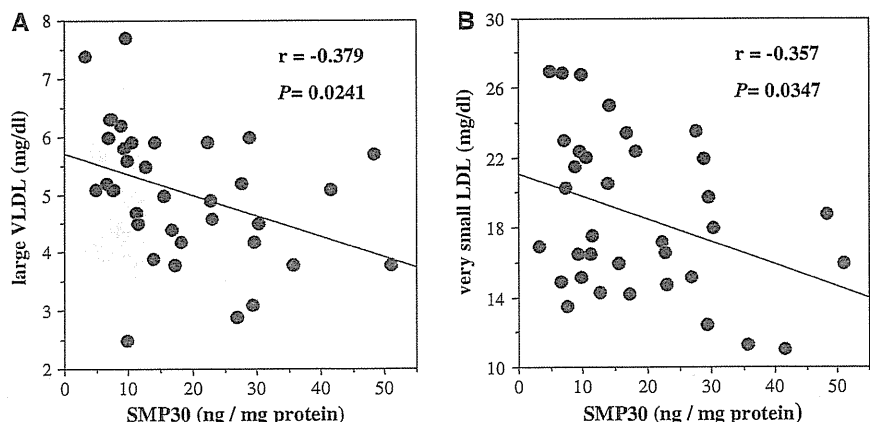 A
r = -0.379
P= 0.0241
large VLDL (mg/dl)
8
7
6
5
4
3
2
0 10 20 30 40 50
SMP30 (ng / mg protein)
B
r = -0.357
P= 0.0347
very small LDL (mg/dl)
30
26
22
18
14
10
0 10 20 30 40 50
SMP30 (ng / mg protein)